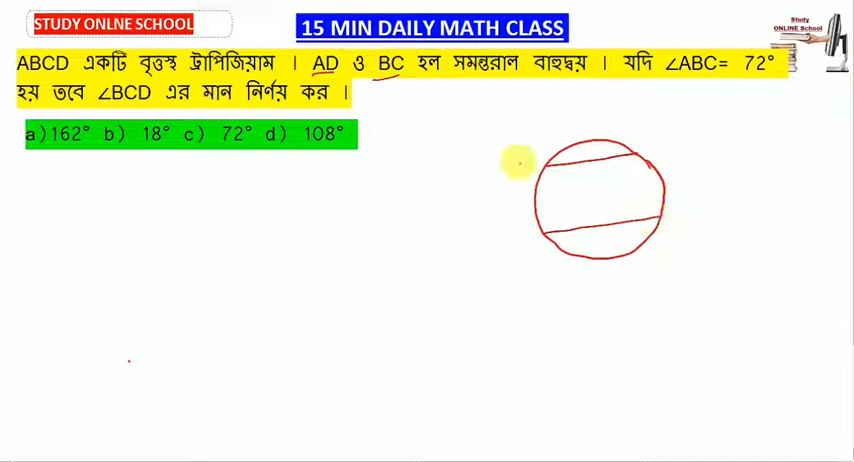 STUDY ONLNE SCHOOL
15 MIN DAILY MATH CLASS
Study
ONLINE School
ABCD একটি বৃত্তস্থ ট্রাপিজিয়াম । AD ও BC হল সমন্তরাল বাহুদ্বয় । যদি ∠ABC= 72°
হয় তবে ∠BCD এর মান নির্ণয় কর ।
a)162° b) 18° c) 72° d) 108°